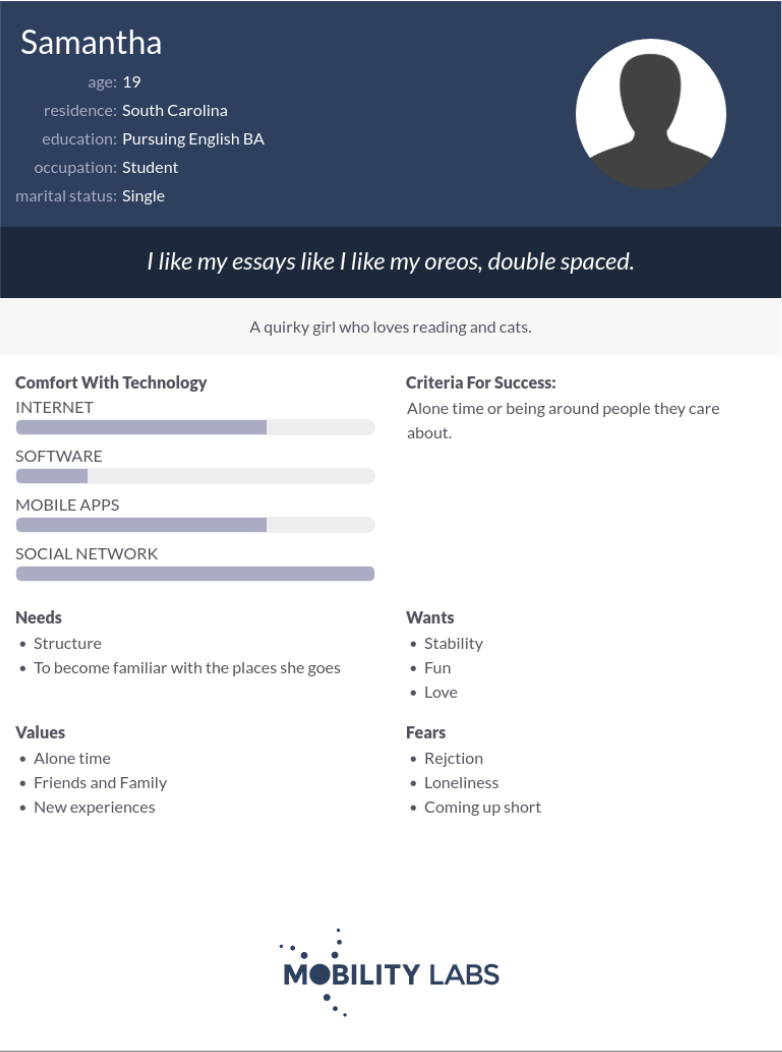 Samantha
age: 19
residence: South Carolina
education: Pursuing English BA
occupation: Student
marital status: Single
I like my essays like I like my oreos, double spaced.
A quirky girl who loves reading and cats.
Comfort With Technology
INTERNET
SOFTWARE
MOBILE APPS
SOCIAL NETWORK
Criteria For Success:
Alone time or being around people they care
about.
Needs
• Structure
• To become familiar with the places she goes
Wants
• Stability
• Fun
• Love
Values
• Alone time
• Friends and Family
• New experiences
Fears
• Rejction
• Loneliness
• Coming up short
MOBILITY LABS